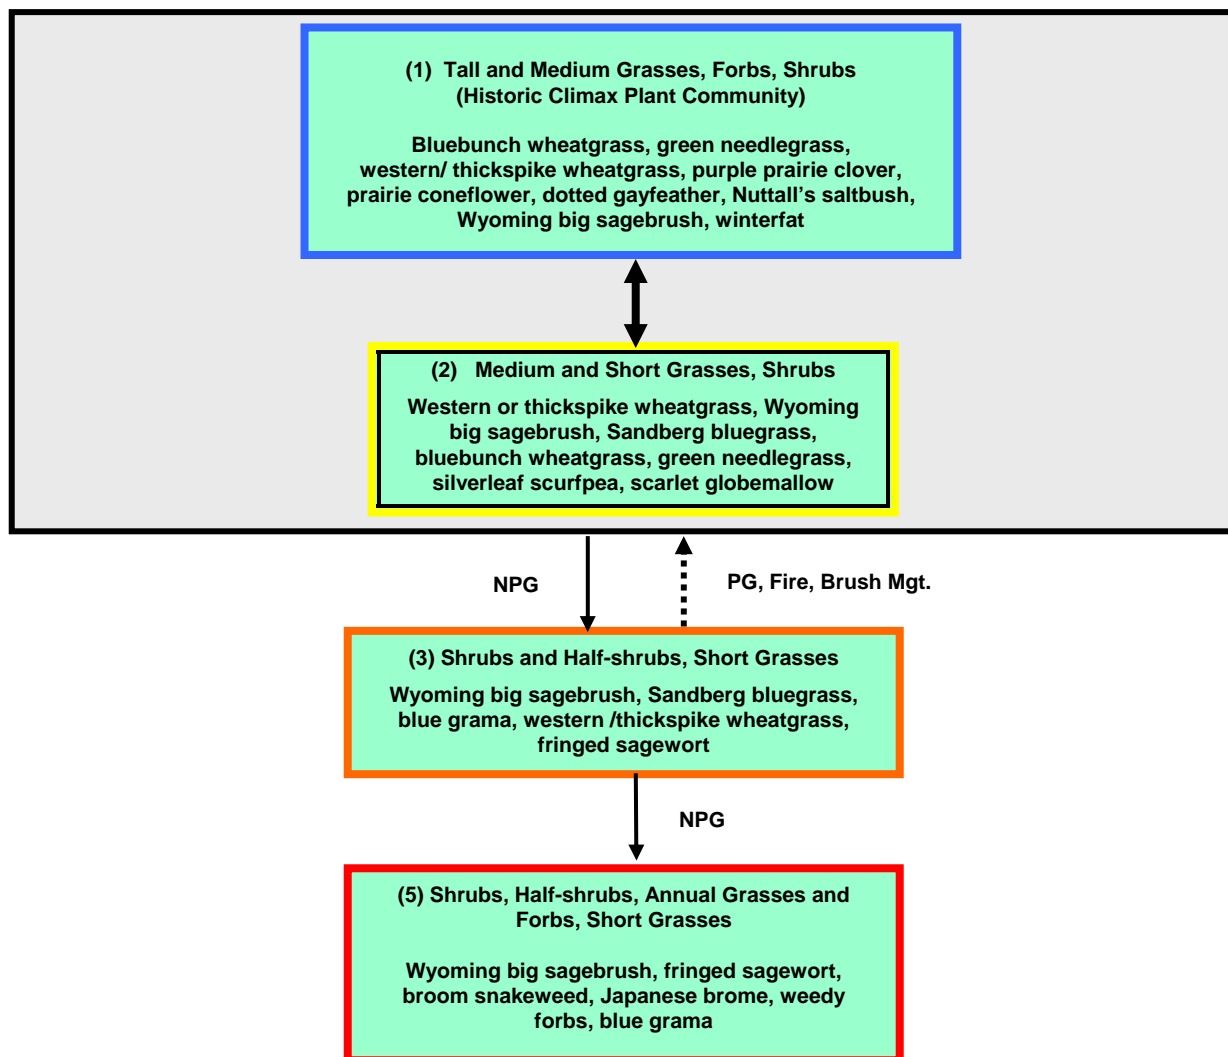 (1) Tall and Medium Grasses, Forbs, Shrubs
(Historic Climax Plant Community)
Bluebunch wheatgrass, green needlegrass,
western/ thickspike wheatgrass, purple prairie clover,
prairie coneflower, dotted gayfeather, Nuttall's saltbush,
Wyoming big sagebrush, winterfat
(2) Medium and Short Grasses, Shrubs
Western or thickspike wheatgrass, Wyoming
big sagebrush, Sandberg bluegrass,
bluebunch wheatgrass, green needlegrass,
silverleaf scurfpea, scarlet globemallow
NPG
PG, Fire, Brush Mgt.
(3) Shrubs and Half-shrubs, Short Grasses
Wyoming big sagebrush, Sandberg bluegrass,
blue grama, western /thickspike wheatgrass,
fringed sagewort
NPG
(5) Shrubs, Half-shrubs, Annual Grasses and
Forbs, Short Grasses
Wyoming big sagebrush, fringed sagewort,
broom snakeweed, Japanese brome, weedy
forbs, blue grama